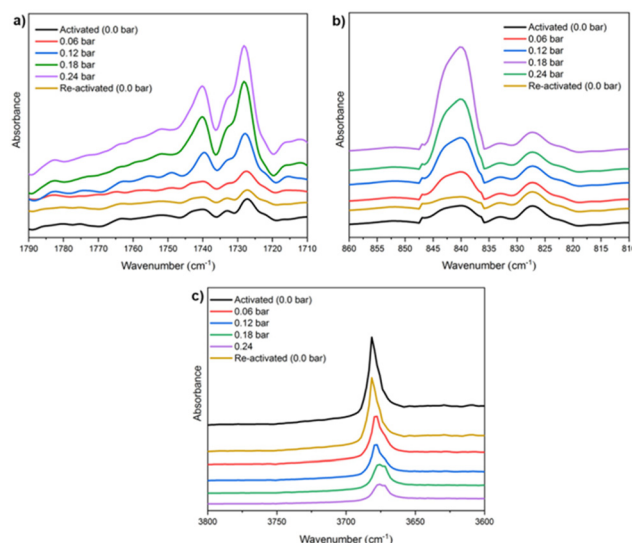 a)
Activated (0.0 bar)
0.06 bar
0.12 bar
0.18 bar
0.24 bar
Re-activated (0.0 bar)
Absorbance
1790 1780 1770 1760 1750 1740 1730 1720 1710
Wavenumber (cm-1)
b)
Activated (0.0 bar)
0.06 bar
0.12 bar
0.18 bar
0.24 bar
Re-activated (0.0 bar)
Absorbance
860 855 850 845 840 835 830 825 820 815 810
Wavenumber (cm-1)
c)
Activated (0.0 bar)
0.06 bar
0.12 bar
0.18 bar
0.24
Re-activated (0.0 bar)
Absorbance
3800 3750 3700 3650 3600
Wavenumber (cm-1)